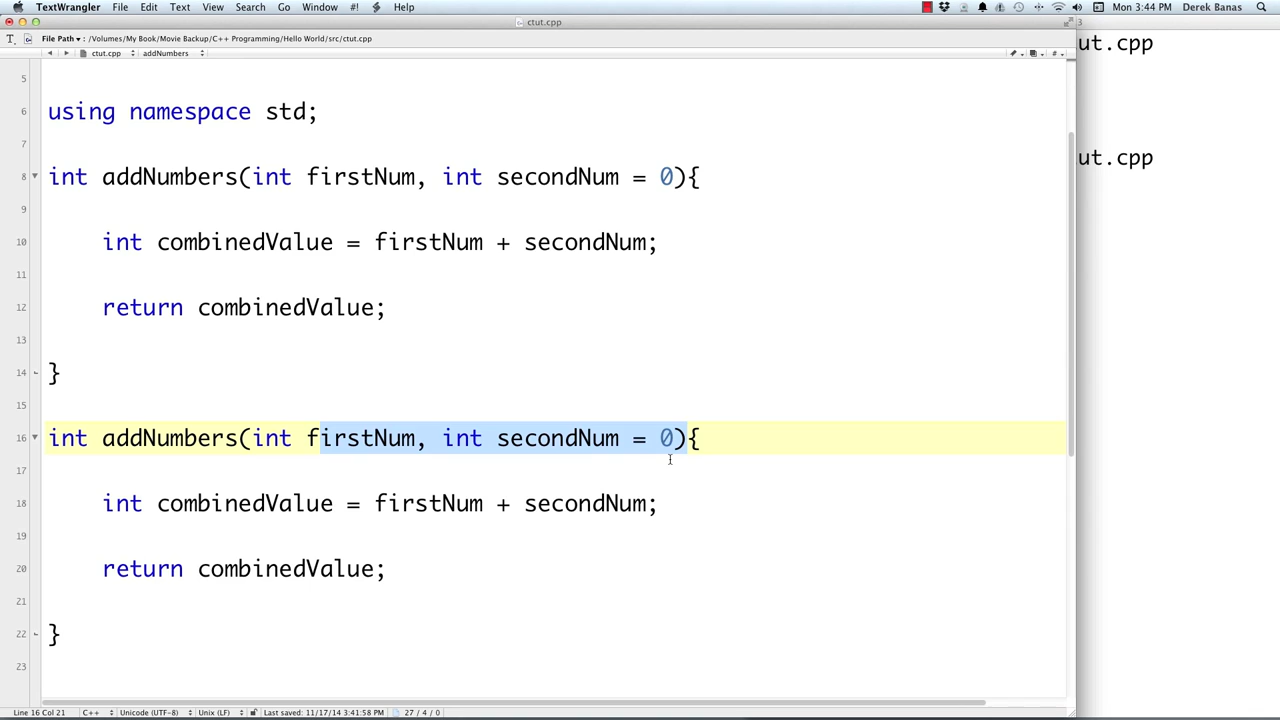 TextWrangler File Edit Text View Search Go Window #! Help Mon 3:44 PM Derek Banas
ctut.cpp
File Path ▾ : /Volumes/My Book/Movie Backup/C++ Programming/Hello World/src/ctut.cpp
ctut.cpp addNumbers
5
6 using namespace std;
7
8 int addNumbers(int firstNum, int secondNum = 0){
9
10 int combinedValue = firstNum + secondNum;
11
12 return combinedValue;
13
14 }
15
16 int addNumbers(int firstNum, int secondNum = 0){
17
18 int combinedValue = firstNum + secondNum;
19
20 return combinedValue;
21
22 }
23
Line 16 Col 21 C++ Unicode (UTF-8) Unix (LF) Last saved: 11/17/14 3:41:58 PM 27 / 4 / 0
3
ut.cpp
ut.cpp